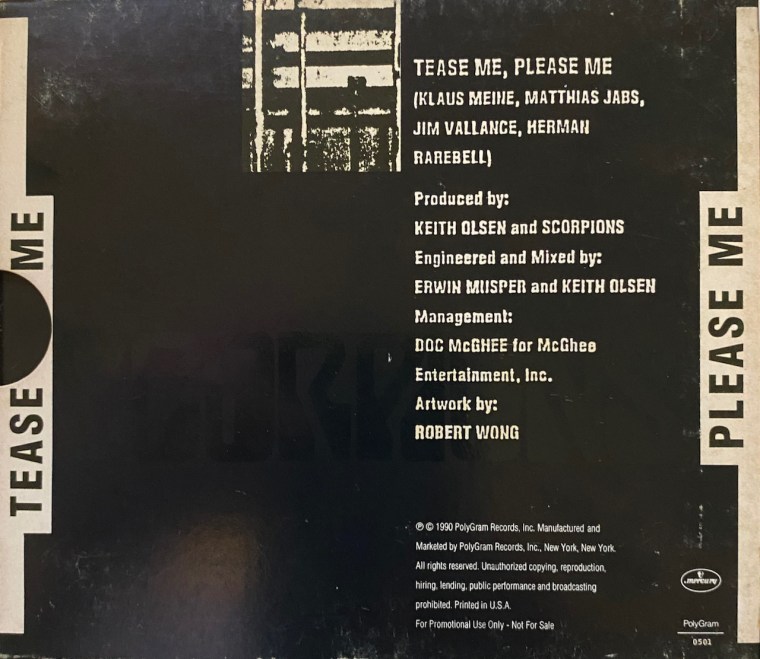 TEASE ME
TEASE ME, PLEASE ME
(KLAUS MEINE, MATTHIAS JABS,
JIM VALLANCE, HERMAN
RAREBELL)
Produced by:
KEITH OLSEN and SCORPIONS
Engineered and Mixed by:
ERWIN MUSPER and KEITH OLSEN
Management:
DOC McGHEE for McGhee
Entertainment, Inc.
Artwork by:
ROBERT WONG
℗ © 1990 PolyGram Records, Inc. Manufactured and
Marketed by PolyGram Records, Inc., New York, New York.
All rights reserved. Unauthorized copying, reproduction,
hiring, lending, public performance and broadcasting
prohibited. Printed in U.S.A.
For Promotional Use Only - Not For Sale
PLEASE ME
mercury
PolyGram
0501